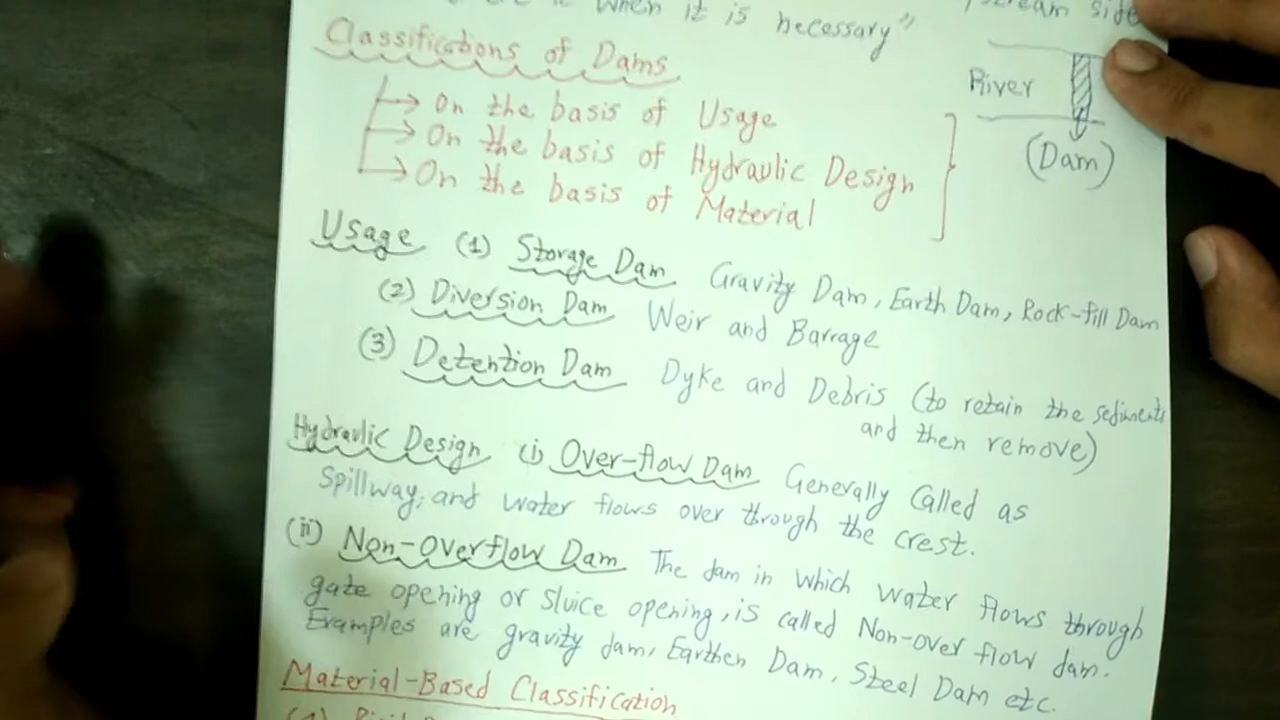 when it is necessary"
stream side
Classifications of Dams
River
(Dam)
→ On the basis of Usage
→ On the basis of Hydraulic Design
→ On the basis of Material
Usage (1) Storage Dam Gravity Dam, Earth Dam, Rock-fill Dam
(2) Diversion Dam Weir and Barrage
(3) Detention Dam Dyke and Debris (to retain the sediments
and then remove)
Hydraulic Design (i) Over-flow Dam Generally Called as
Spillway, and water flows over through the crest.
(ii) Non-Overflow Dam The dam in which water flows through
gate opening or sluice opening, is called Non-over flow dam.
Examples are gravity dam, Earthen Dam, Steel Dam etc.
Material-Based Classification